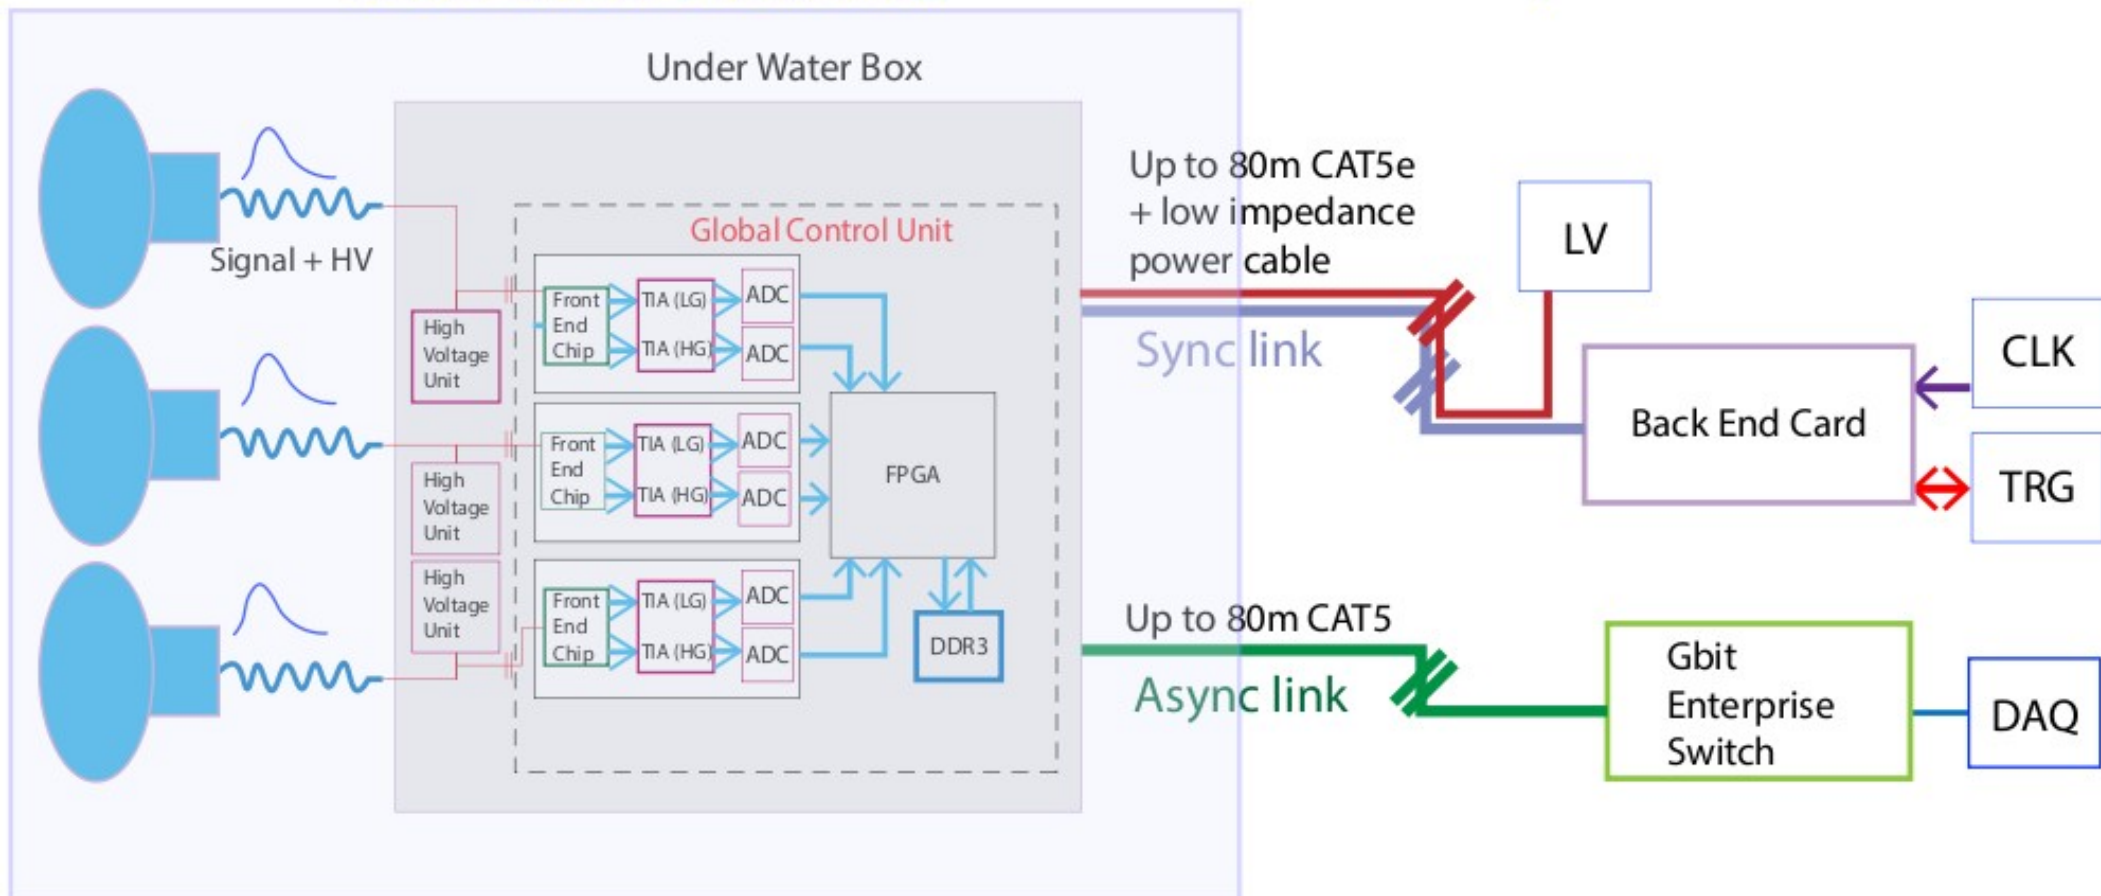 Under Water Box
Signal + HV
Global Control Unit
High
Voltage
Unit
Front
End
Chip
TIA (LG)
TIA (HG)
ADC
ADC
High
Voltage
Unit
Front
End
Chip
TIA (LG)
TIA (HG)
ADC
ADC
High
Voltage
Unit
Front
End
Chip
TIA (LG)
TIA (HG)
ADC
ADC
FPGA
DDR3
Up to 80m CAT5e
+ low impedance
power cable
Sync link
LV
Back End Card
CLK
TRG
Up to 80m CAT5
Async link
Gbit
Enterprise
Switch
DAQ